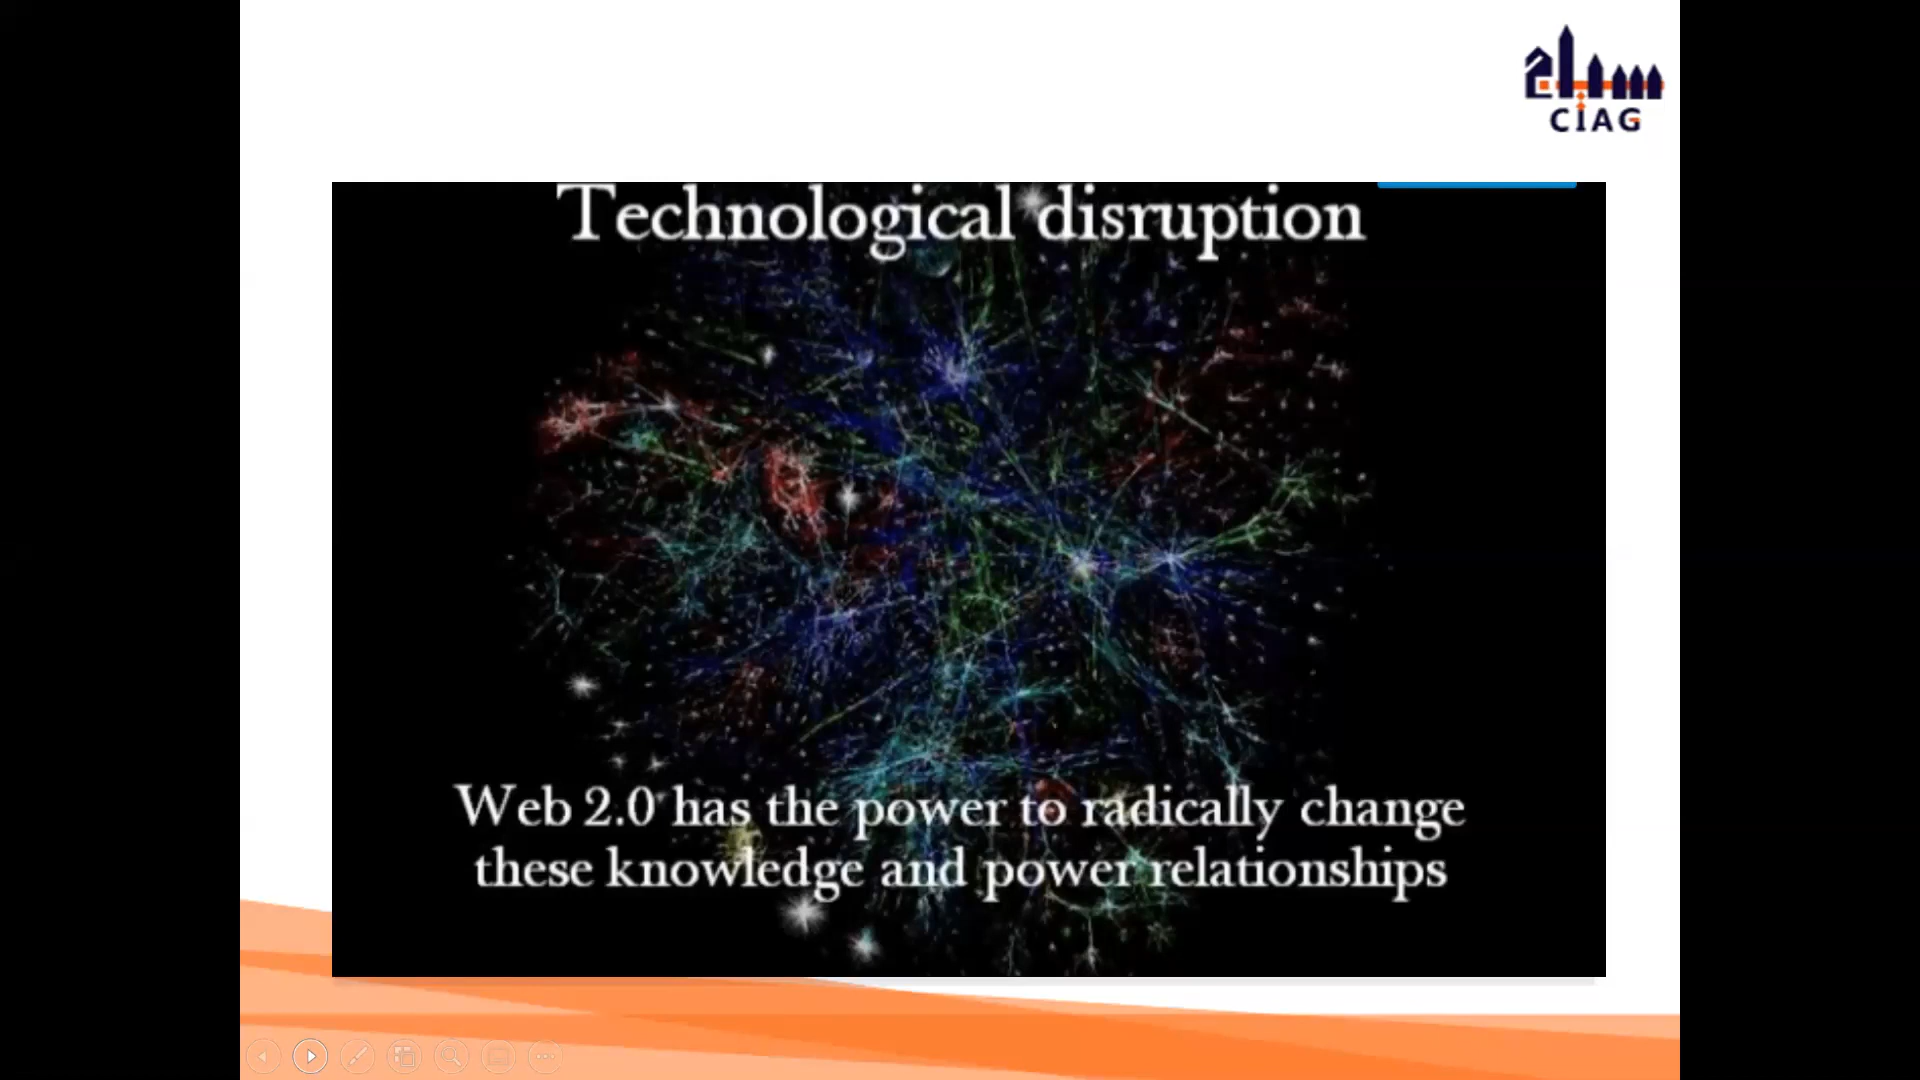 CIAG
Technological disruption
Web 2.0 has the power to radically change
these knowledge and power relationships